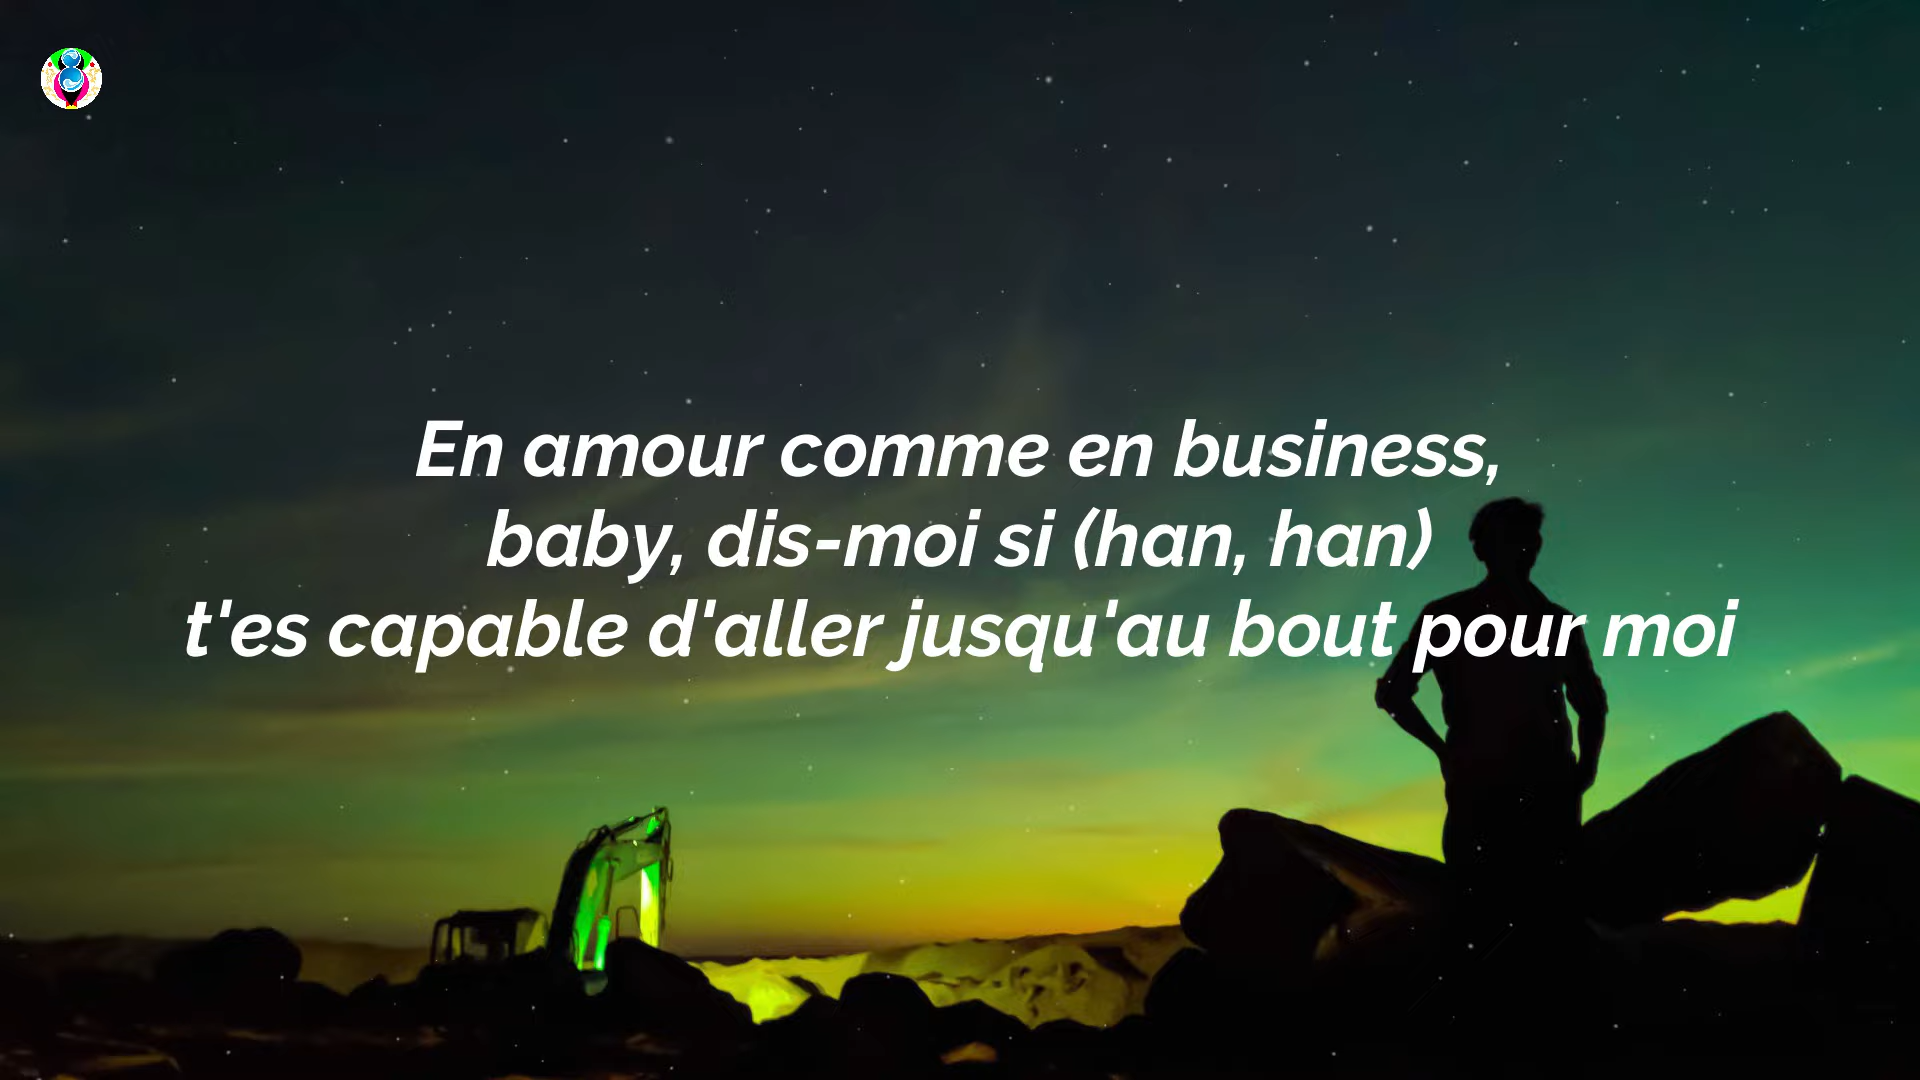 En amour comme en business,
baby, dis-moi si (han, han)
t'es capable d'aller jusqu'au bout pour moi